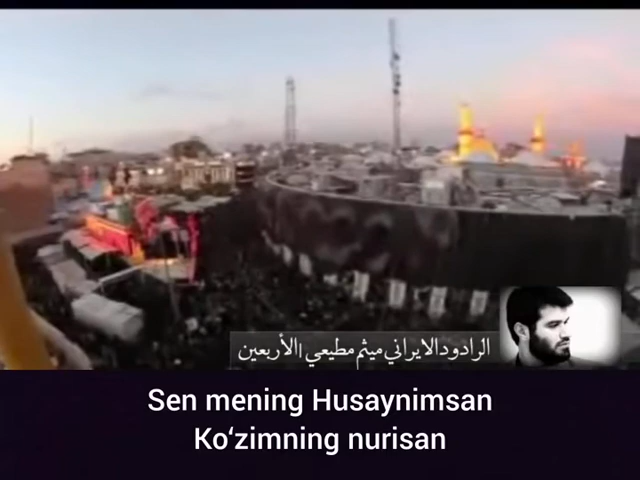 الرادود الايراني ميثم مطيعي | الأربعين
Sen mening Husaynimsan
Ko‘zimning nurisan